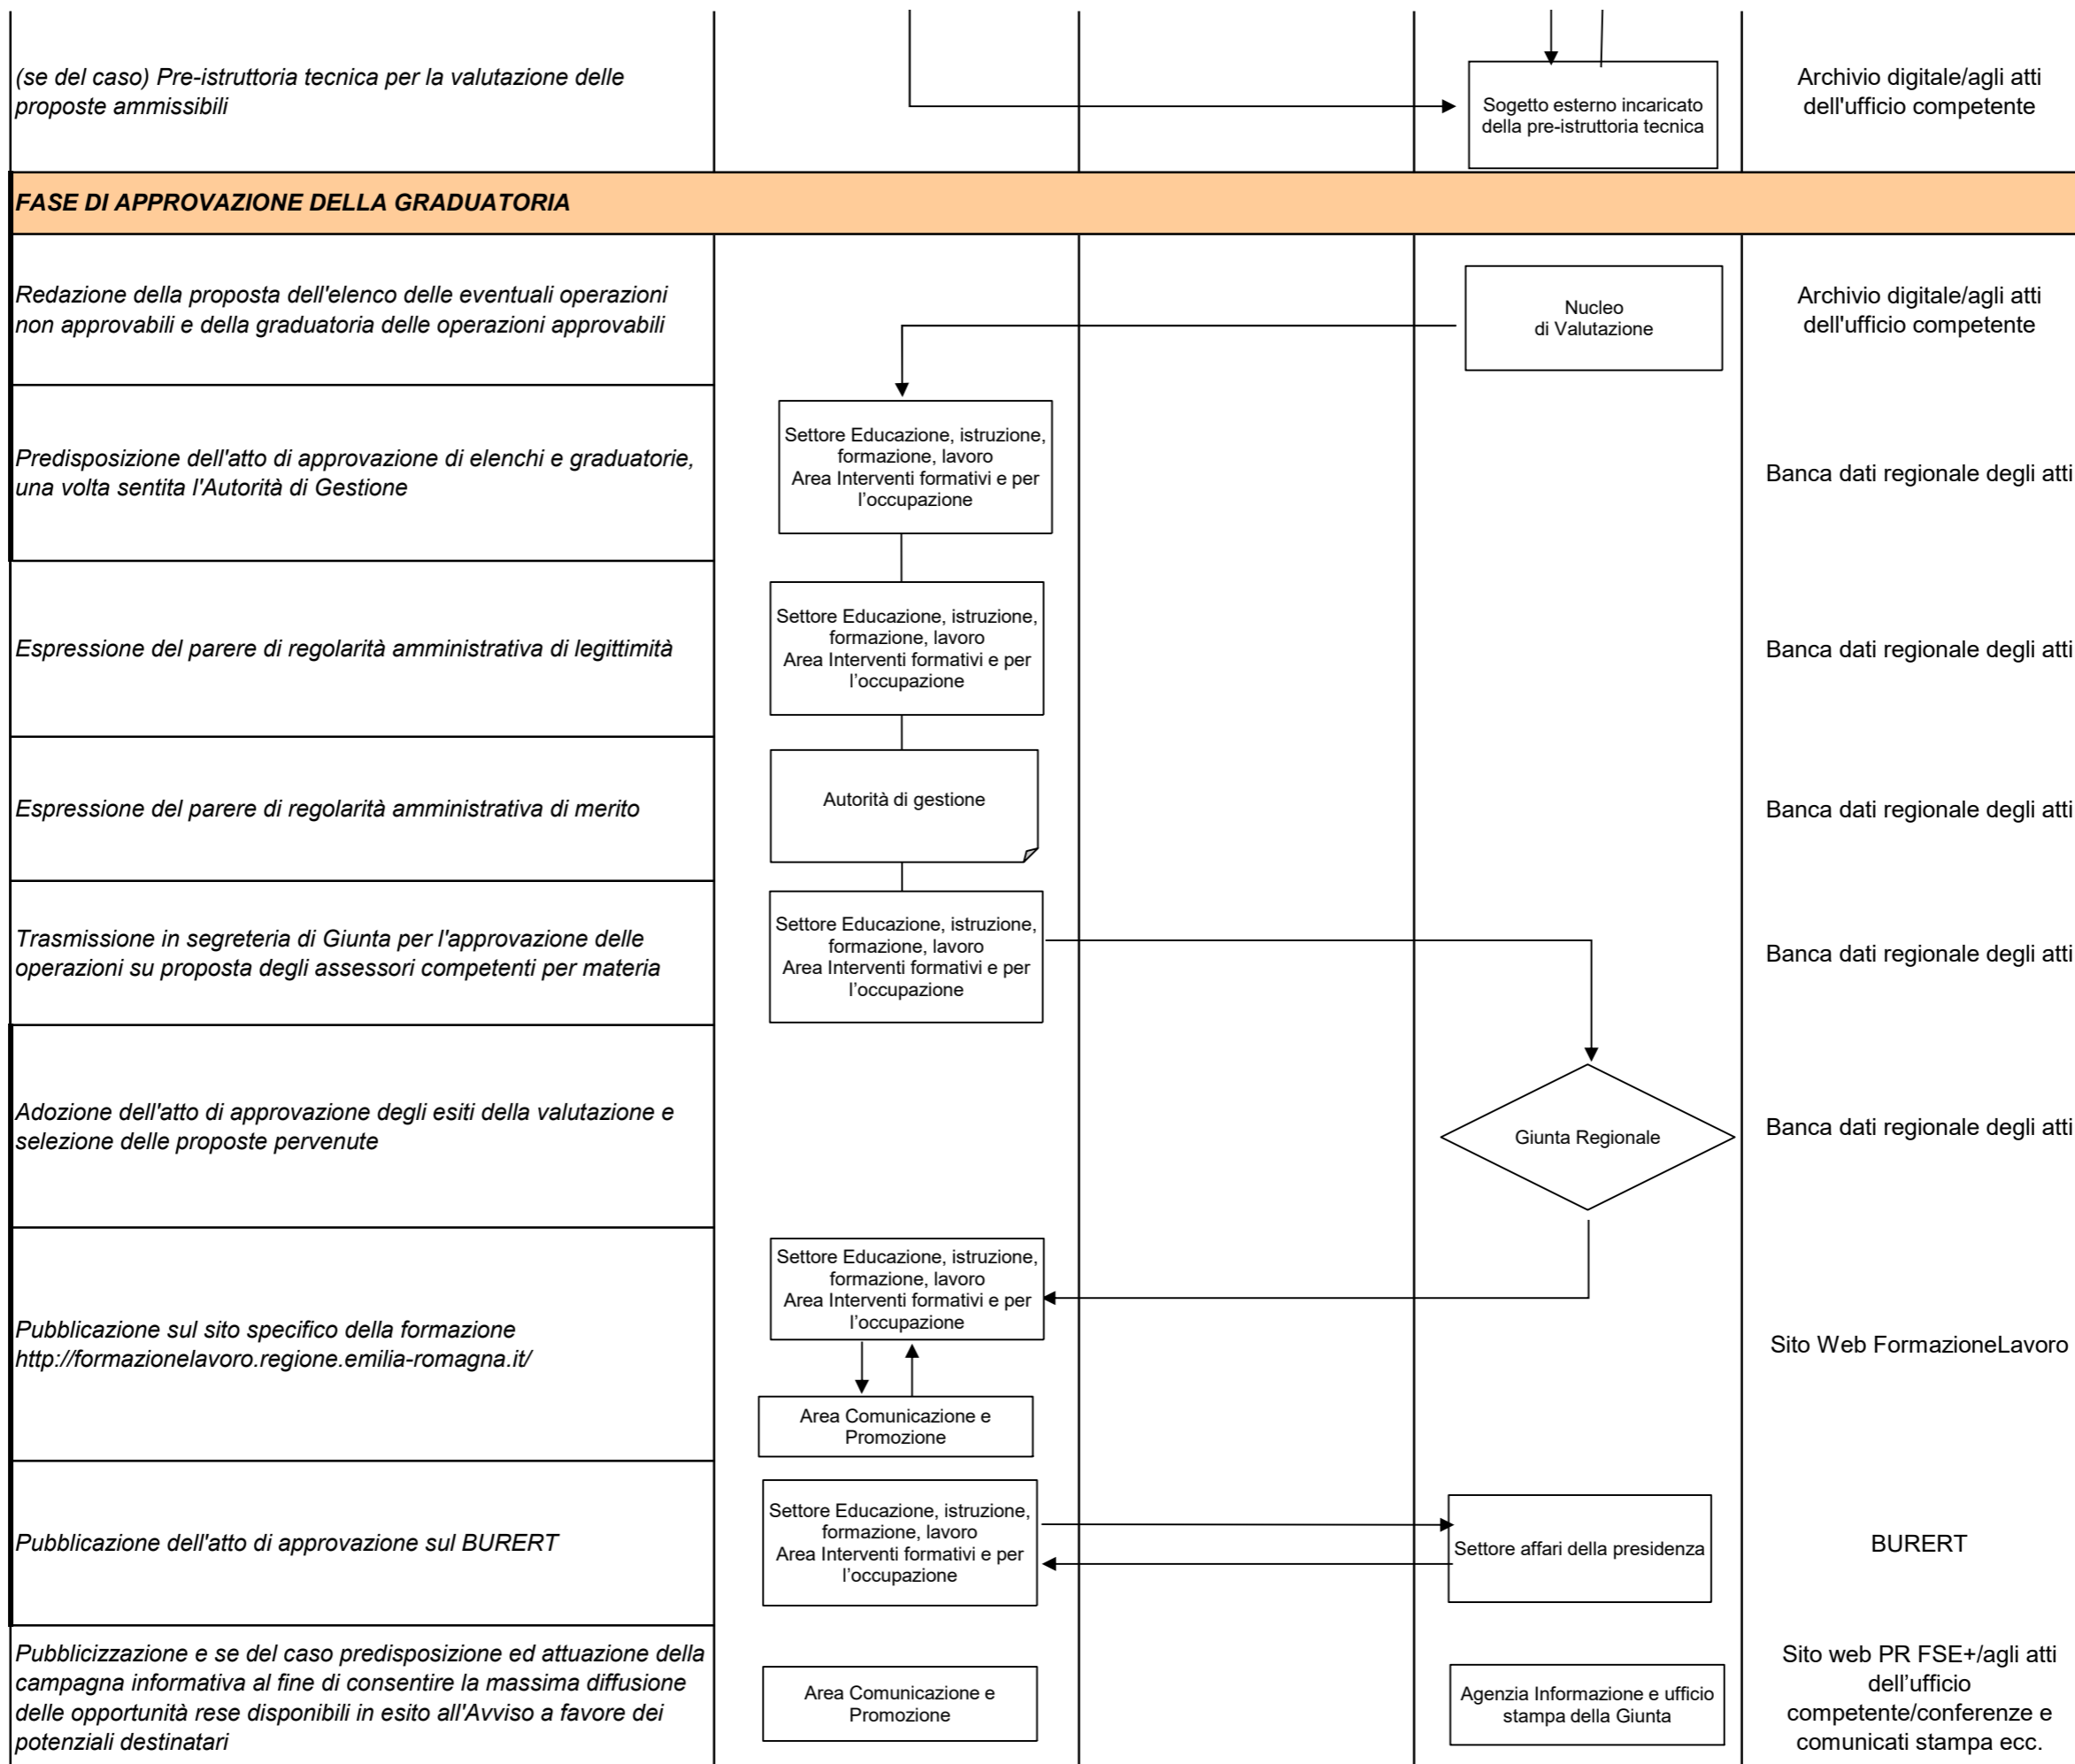 (se del caso) Pre-istruttoria tecnica per la valutazione delle
proposte ammissibili
Sogetto esterno incaricato
della pre-istruttoria tecnica
Archivio digitale/agli atti
dell'ufficio competente
FASE DI APPROVAZIONE DELLA GRADUATORIA
Redazione della proposta dell'elenco delle eventuali operazioni
non approvabili e della graduatoria delle operazioni approvabili
Nucleo
di Valutazione
Archivio digitale/agli atti
dell'ufficio competente
Predisposizione dell'atto di approvazione di elenchi e graduatorie,
una volta sentita l'Autorità di Gestione
Settore Educazione, istruzione,
formazione, lavoro
Area Interventi formativi e per
l’occupazione
Banca dati regionale degli atti
Espressione del parere di regolarità amministrativa di legittimità
Settore Educazione, istruzione,
formazione, lavoro
Area Interventi formativi e per
l’occupazione
Banca dati regionale degli atti
Espressione del parere di regolarità amministrativa di merito
Autorità di gestione
Banca dati regionale degli atti
Trasmissione in segreteria di Giunta per l'approvazione delle
operazioni su proposta degli assessori competenti per materia
Settore Educazione, istruzione,
formazione, lavoro
Area Interventi formativi e per
l’occupazione
Banca dati regionale degli atti
Adozione dell'atto di approvazione degli esiti della valutazione e
selezione delle proposte pervenute
Giunta Regionale
Banca dati regionale degli atti
Pubblicazione sul sito specifico della formazione
http://formazionelavoro.regione.emilia-romagna.it/
Settore Educazione, istruzione,
formazione, lavoro
Area Interventi formativi e per
l’occupazione
Area Comunicazione e
Promozione
Sito Web FormazioneLavoro
Pubblicazione dell'atto di approvazione sul BURERT
Settore Educazione, istruzione,
formazione, lavoro
Area Interventi formativi e per
l’occupazione
Settore affari della presidenza
BURERT
Pubblicizzazione e se del caso predisposizione ed attuazione della
campagna informativa al fine di consentire la massima diffusione
delle opportunità rese disponibili in esito all'Avviso a favore dei
potenziali destinatari
Area Comunicazione e
Promozione
Agenzia Informazione e ufficio
stampa della Giunta
Sito web PR FSE+/agli atti
dell’ufficio
competente/conferenze e
comunicati stampa ecc.